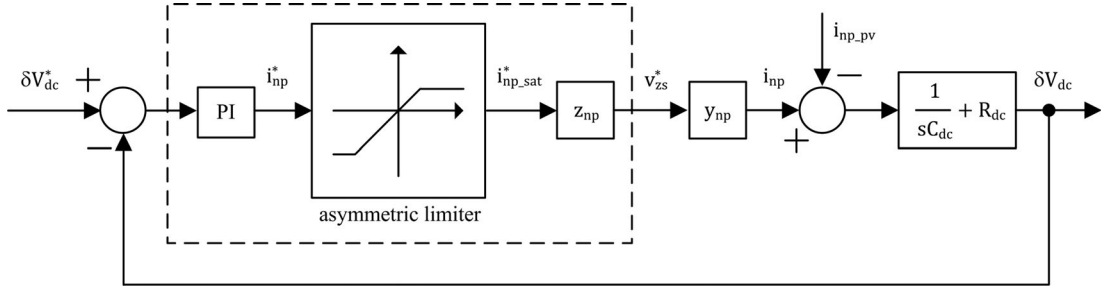 δV*dc
+
−
PI
i*np
asymmetric limiter
i*np_sat
znp
v*zs
ynp
inp
+
inp_pv
−
1
sCdc + Rdc
δVdc